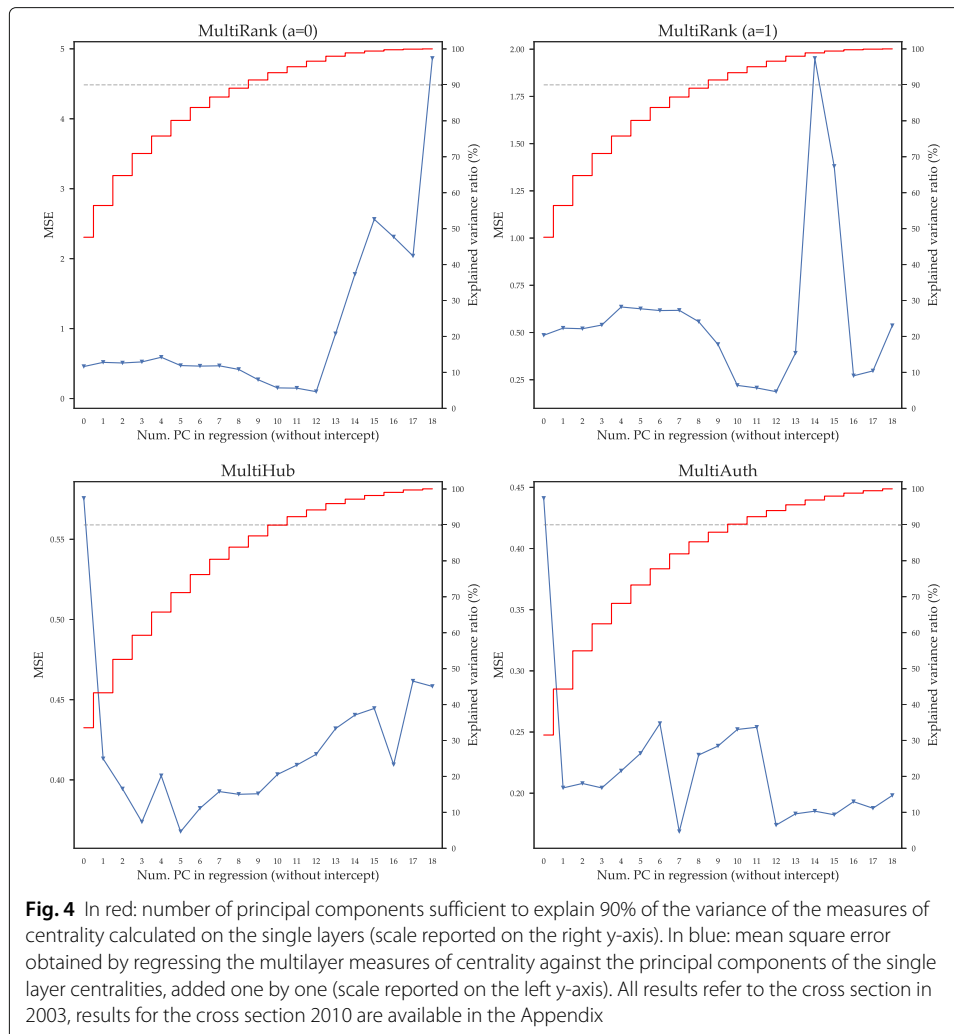 MultiRank (a=0)
5
4
3
2
1
0
MSE
100
90
80
70
60
50
40
30
20
10
0
Explained variance ratio (%)
0 1 2 3 4 5 6 7 8 9 10 11 12 13 14 15 16 17 18
Num. PC in regression (without intercept)
MultiRank (a=1)
2.00
1.75
1.50
1.25
1.00
0.75
0.50
0.25
MSE
100
90
80
70
60
50
40
30
20
10
0
Explained variance ratio (%)
0 1 2 3 4 5 6 7 8 9 10 11 12 13 14 15 16 17 18
Num. PC in regression (without intercept)
MultiHub
0.55
0.50
0.45
0.40
MSE
100
90
80
70
60
50
40
30
20
10
0
Explained variance ratio (%)
0 1 2 3 4 5 6 7 8 9 10 11 12 13 14 15 16 17 18
Num. PC in regression (without intercept)
MultiAuth
0.45
0.40
0.35
0.30
0.25
0.20
MSE
100
90
80
70
60
50
40
30
20
10
0
Explained variance ratio (%)
0 1 2 3 4 5 6 7 8 9 10 11 12 13 14 15 16 17 18
Num. PC in regression (without intercept)
Fig. 4 In red: number of principal components sufficient to explain 90% of the variance of the measures of
centrality calculated on the single layers (scale reported on the right y-axis). In blue: mean square error
obtained by regressing the multilayer measures of centrality against the principal components of the single
layer centralities, added one by one (scale reported on the left y-axis). All results refer to the cross section in
2003, results for the cross section 2010 are available in the Appendix